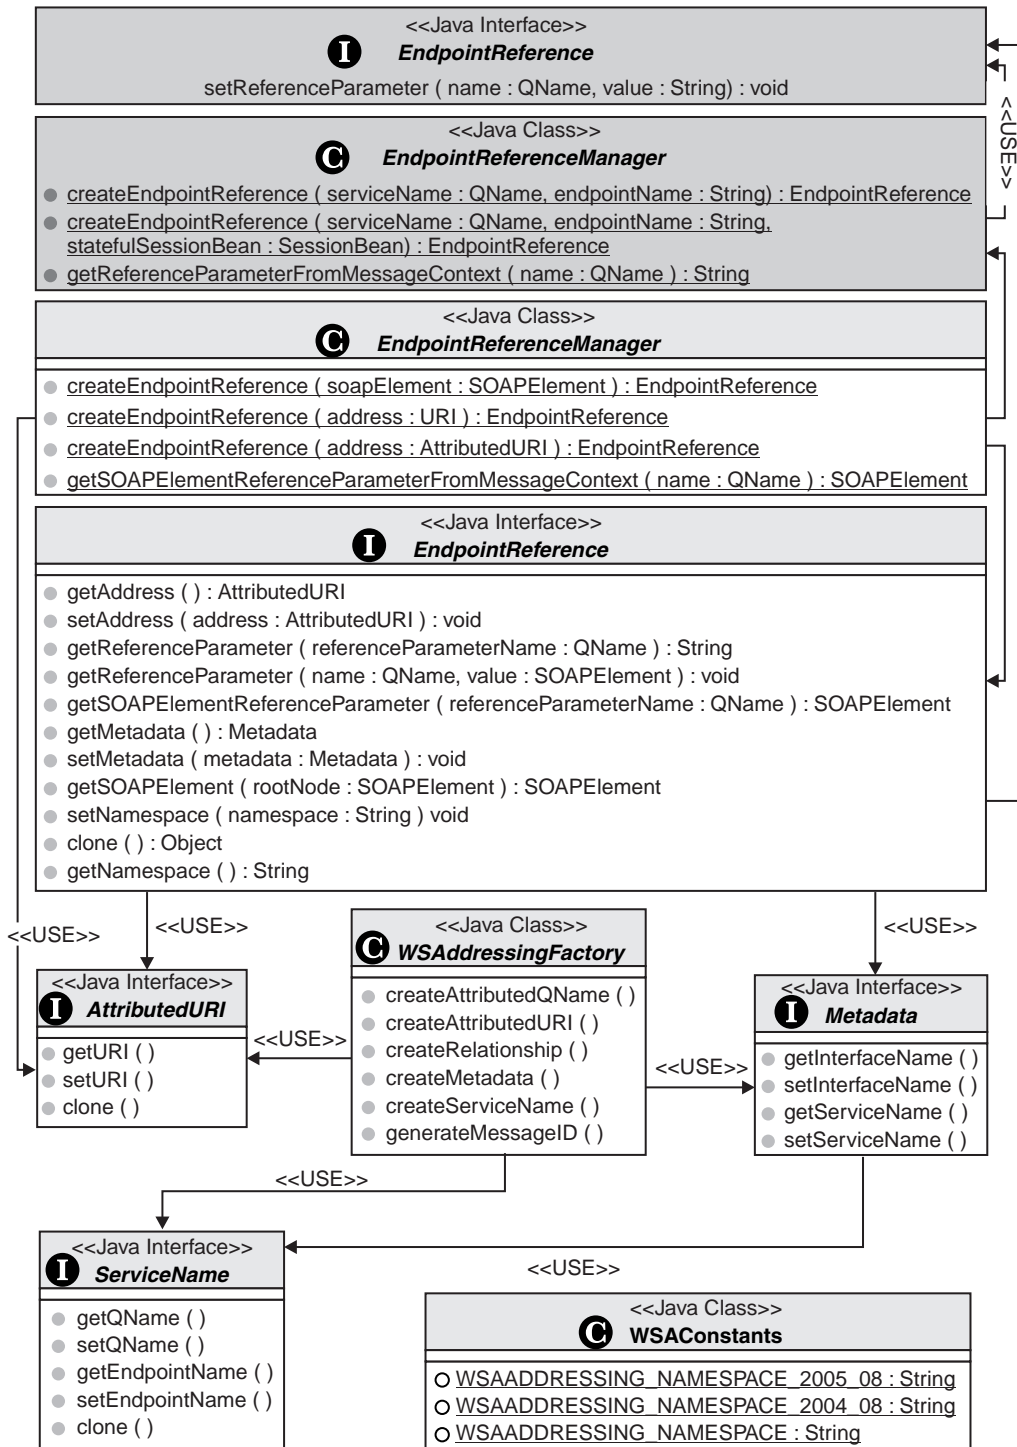 <<Java Interface>>
I EndpointReference
setReferenceParameter ( name : QName, value : String) : void
<<USE>>
<<Java Class>>
C EndpointReferenceManager
createEndpointReference ( serviceName : QName, endpointName : String) : EndpointReference
createEndpointReference ( serviceName : QName, endpointName : String,
statefulSessionBean : SessionBean) : EndpointReference
getReferenceParameterFromMessageContext ( name : QName ) : String
<<Java Class>>
C EndpointReferenceManager
createEndpointReference ( soapElement : SOAPElement ) : EndpointReference
createEndpointReference ( address : URI ) : EndpointReference
createEndpointReference ( address : AttributedURI ) : EndpointReference
getSOAPElementReferenceParameterFromMessageContext ( name : QName ) : SOAPElement
<<Java Interface>>
I EndpointReference
getAddress ( ) : AttributedURI
setAddress ( address : AttributedURI ) : void
getReferenceParameter ( referenceParameterName : QName ) : String
getReferenceParameter ( name : QName, value : SOAPElement ) : void
getSOAPElementReferenceParameter ( referenceParameterName : QName ) : SOAPElement
getMetadata ( ) : Metadata
setMetadata ( metadata : Metadata ) : void
getSOAPElement ( rootNode : SOAPElement ) : SOAPElement
setNamespace ( namespace : String ) void
clone ( ) : Object
getNamespace ( ) : String
<<USE>>
<<USE>>
<<USE>>
<<Java Class>>
C WSAddressingFactory
createAttributedQName ( )
createAttributedURI ( )
createRelationship ( )
createMetadata ( )
createServiceName ( )
generateMessageID ( )
<<Java Interface>>
I AttributedURI
getURI ( )
setURI ( )
clone ( )
<<USE>>
<<USE>>
<<Java Interface>>
I Metadata
getInterfaceName ( )
setInterfaceName ( )
getServiceName ( )
setServiceName ( )
<<USE>>
<<USE>>
<<Java Interface>>
I ServiceName
getQName ( )
setQName ( )
getEndpointName ( )
setEndpointName ( )
clone ( )
<<Java Class>>
C WSAConstants
WSAADDRESSING_NAMESPACE_2005_08 : String
WSAADDRESSING_NAMESPACE_2004_08 : String
WSAADDRESSING_NAMESPACE : String